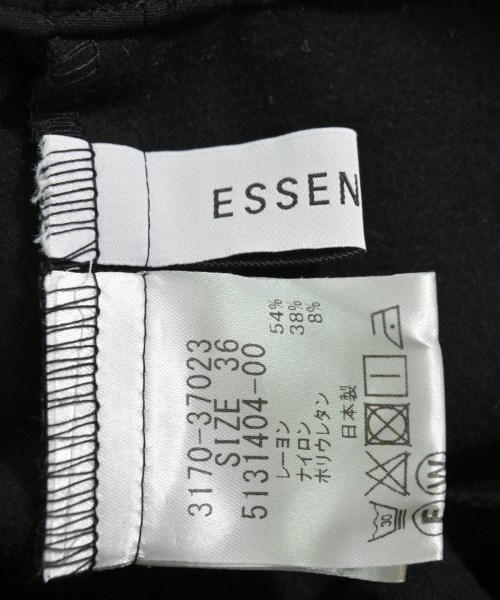 ESSEN
3170-37023
SIZE 36
5131404-00
レーヨン 54%
ナイロン 38%
ポリウレタン 8%
日本製
30
F W